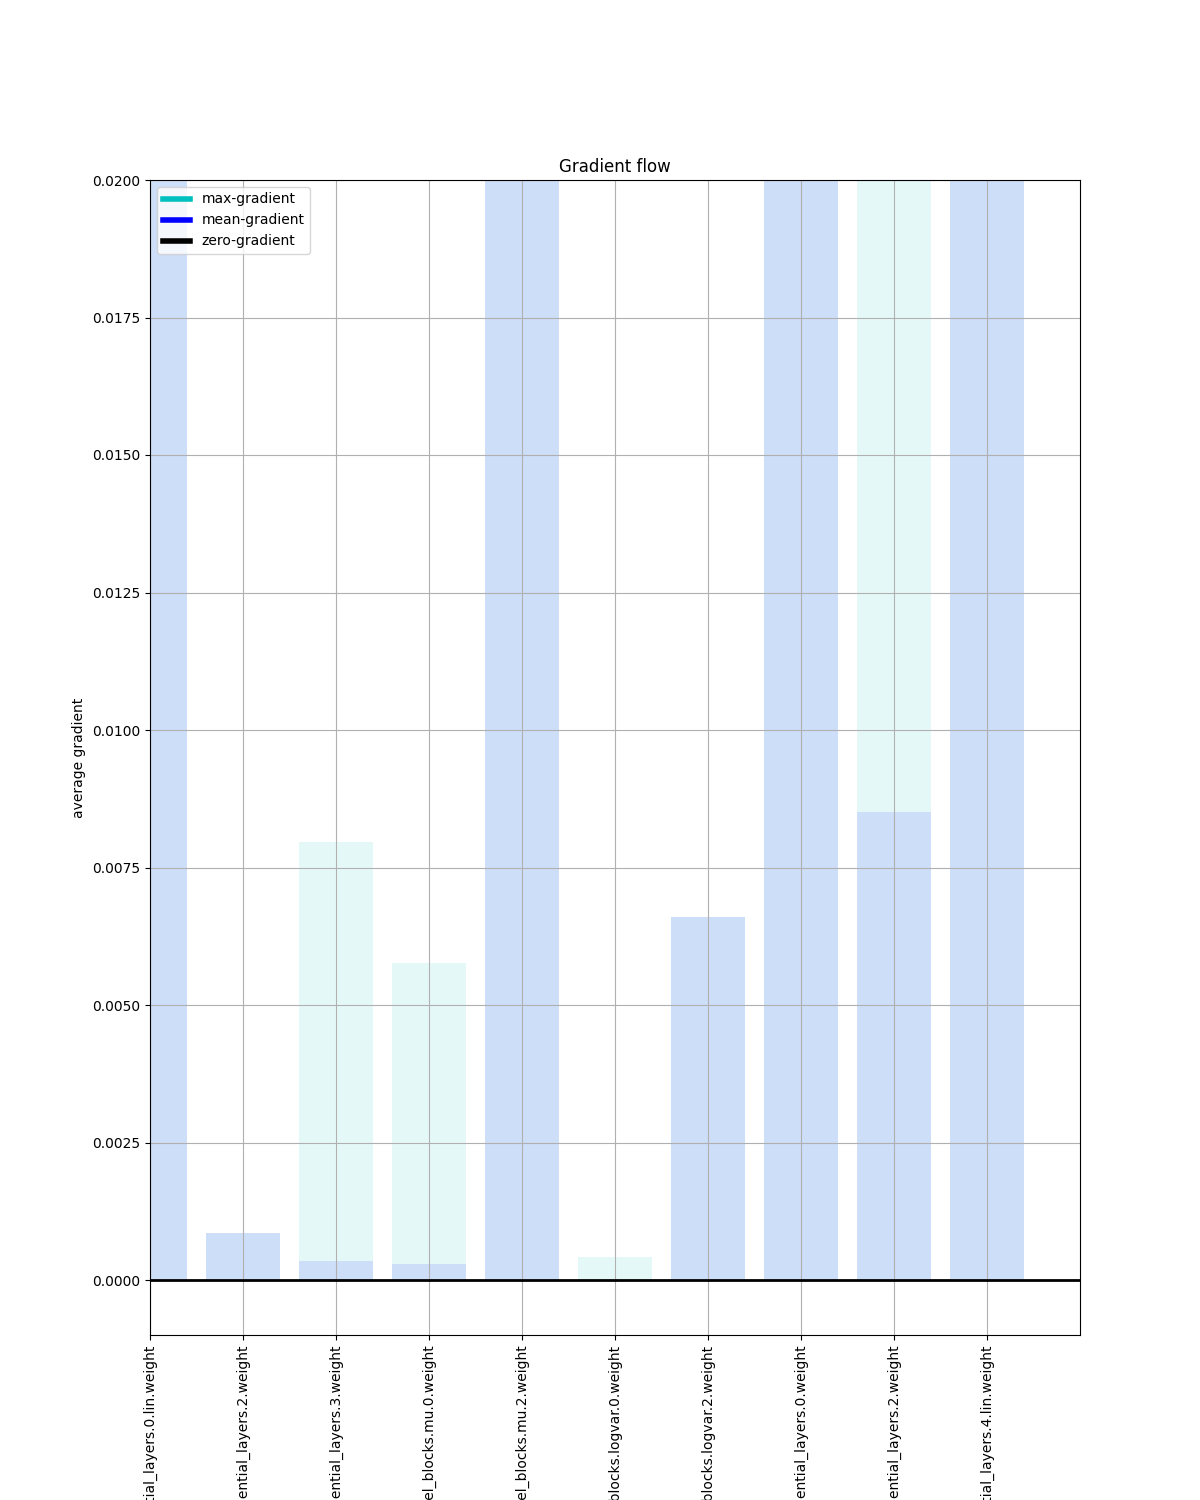 Gradient flow
max-gradient
mean-gradient
zero-gradient
0.0200
0.0175
0.0150
0.0125
0.0100
0.0075
0.0050
0.0025
0.0000
average gradient
tial_layers.0.lin.weight
ential_layers.2.weight
ential_layers.3.weight
el_blocks.mu.0.weight
el_blocks.mu.2.weight
blocks.logvar.0.weight
blocks.logvar.2.weight
ential_layers.0.weight
ential_layers.2.weight
tial_layers.4.lin.weight